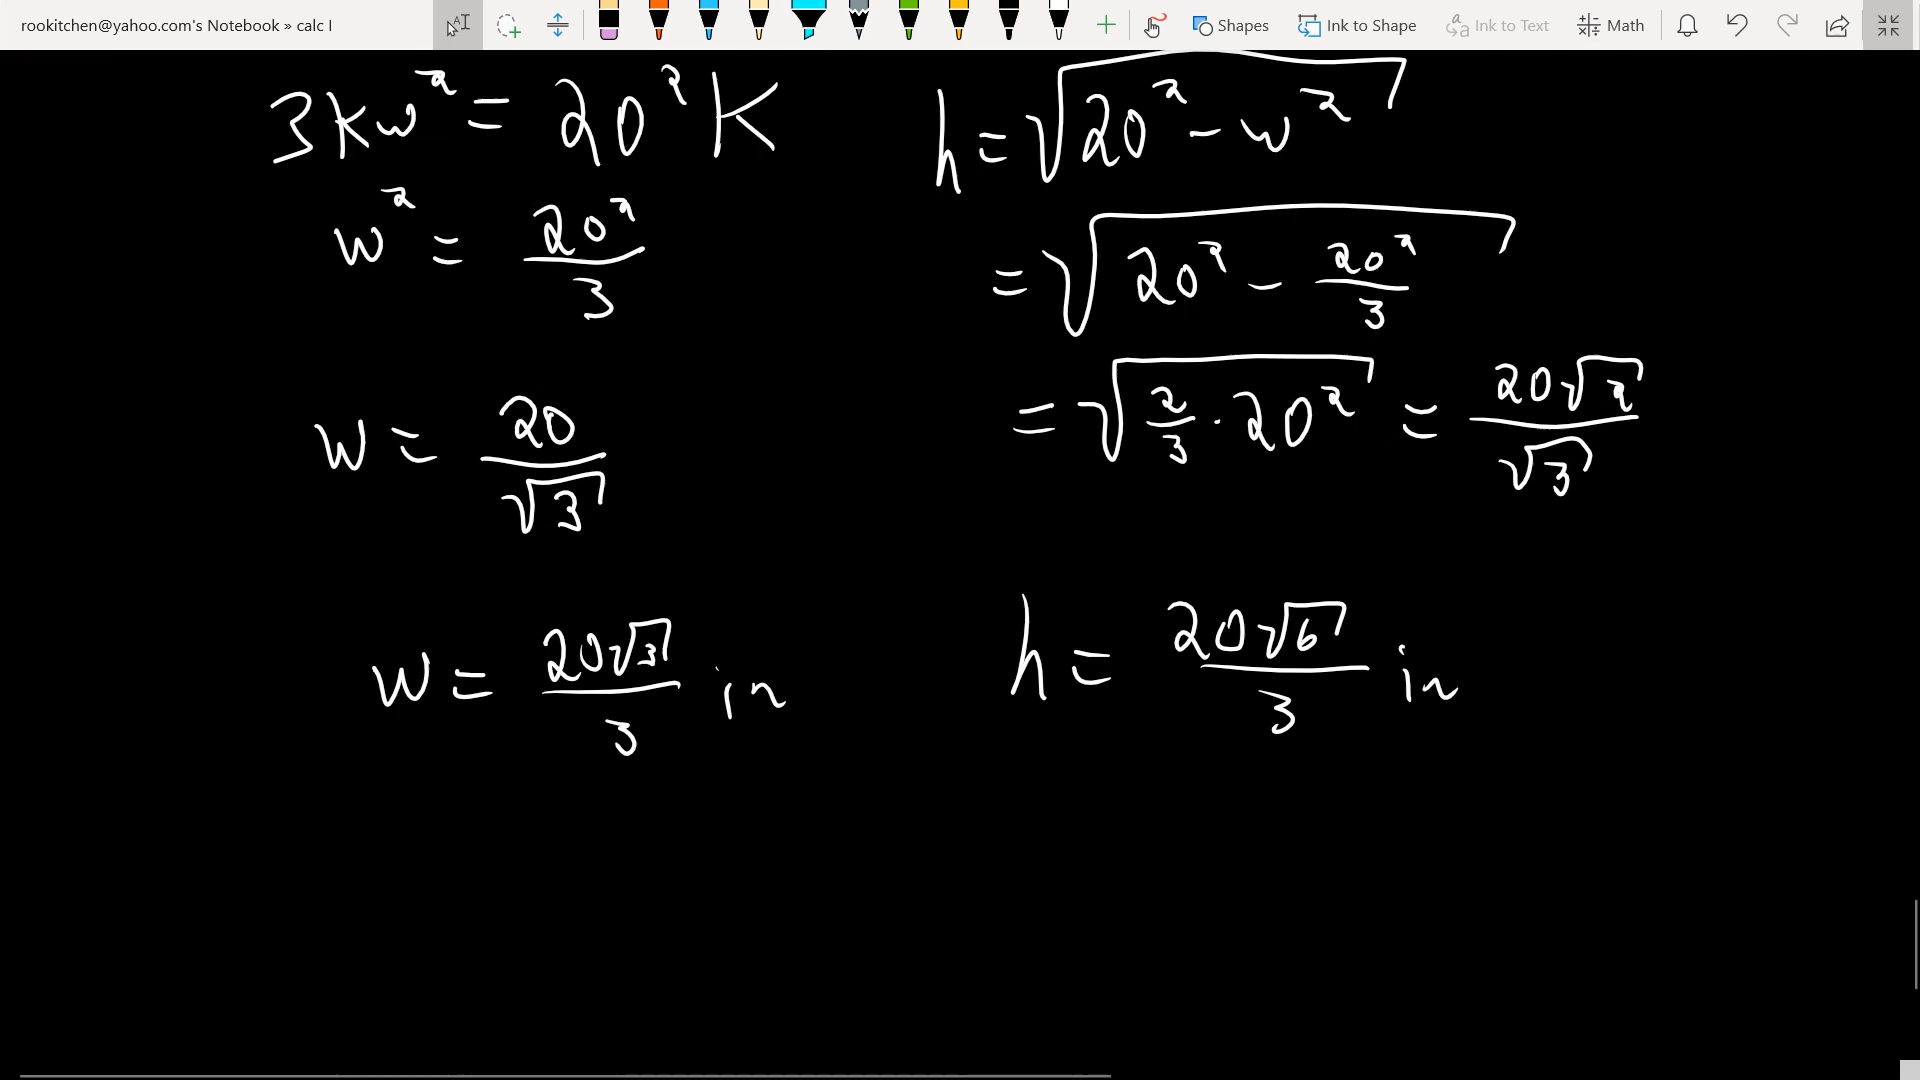 rookitchen@yahoo.com's Notebook » calc I
Shapes
Ink to Shape
Ink to Text
Math
3kw² = 20²K
w² = 20²/3
w = 20/√3
w = 20√3/3 in
h = √(20² − w²)
= √(20² − 20²/3)
= √(2/3 · 20²) = 20√2/√3
h = 20√6/3 in